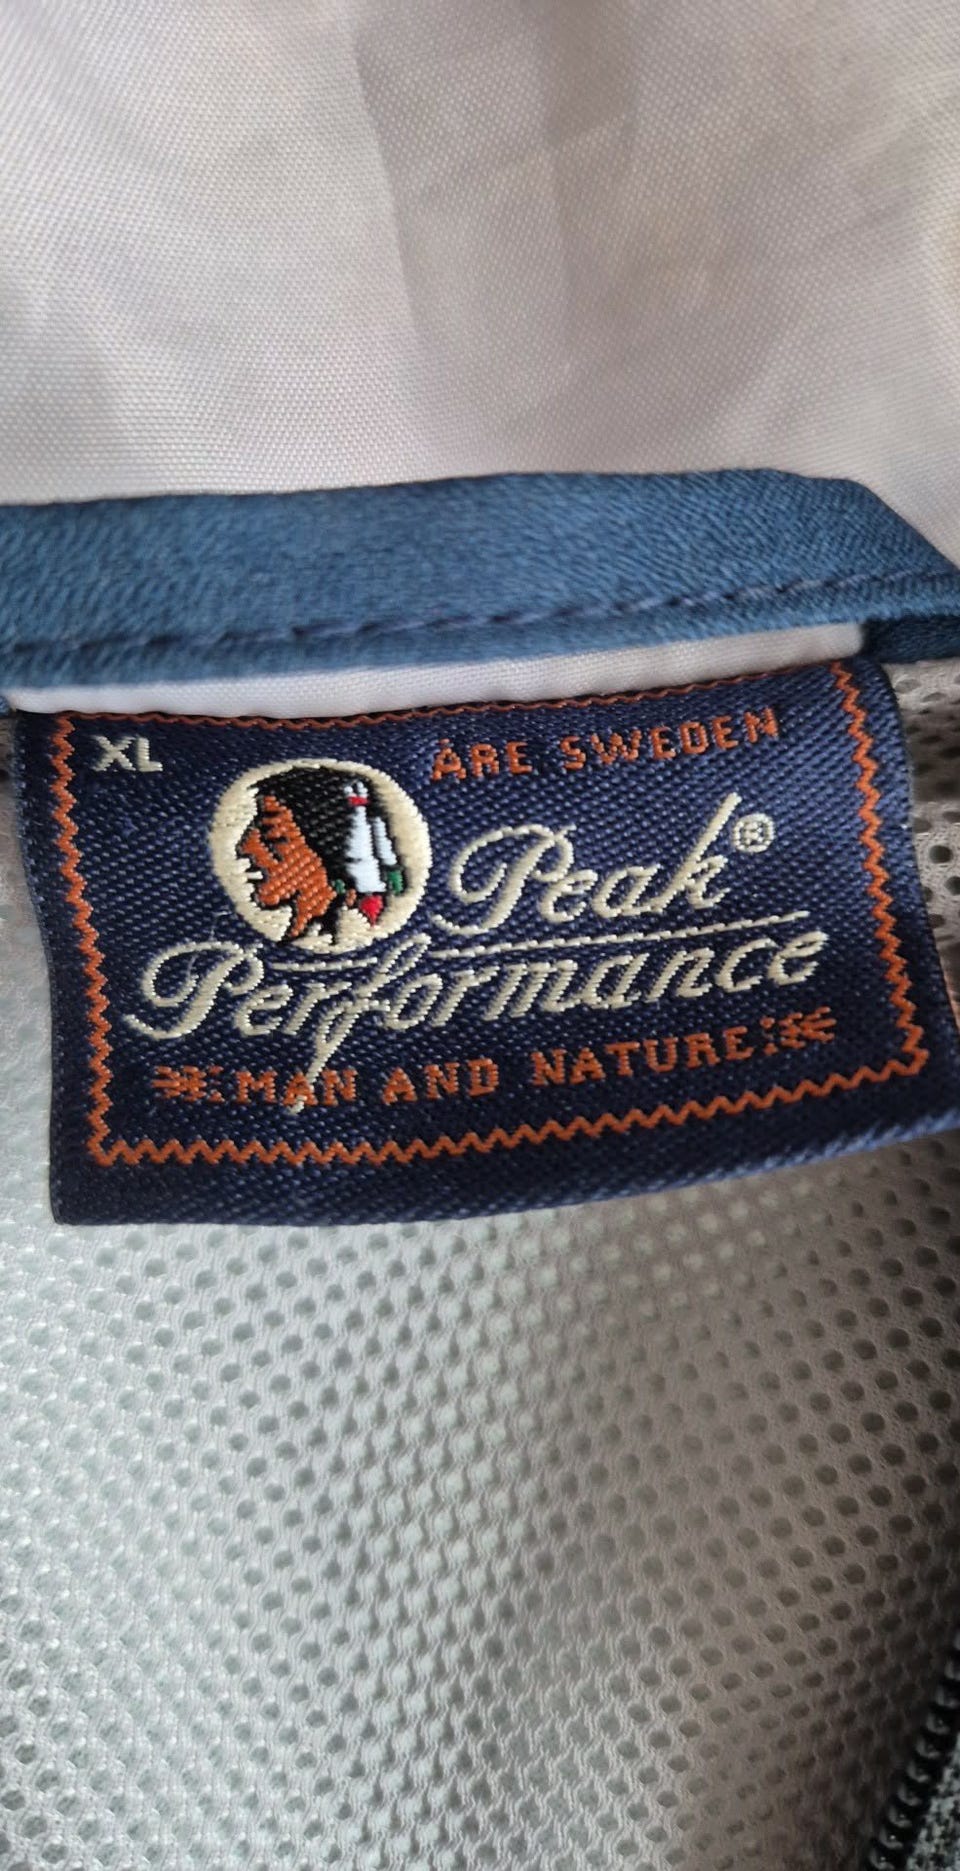 XL
ÅRE SWEDEN
Peak®
Performance
MAN AND NATURE